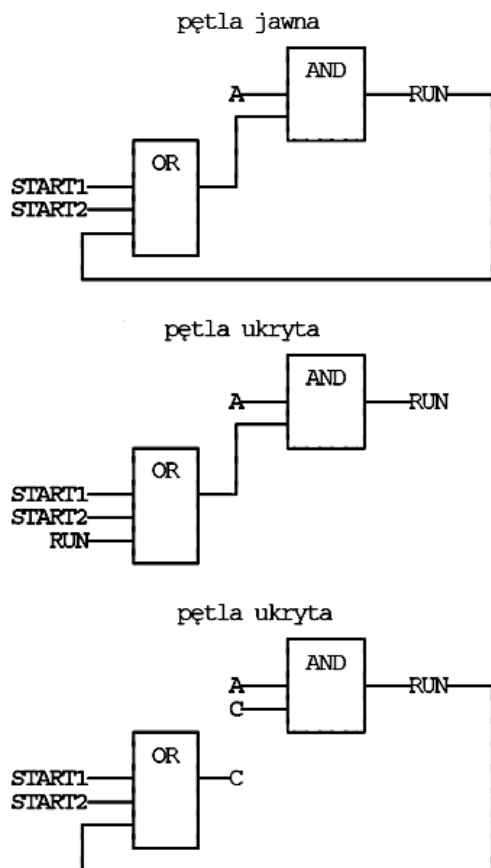 pętla jawna
AND
A RUN
OR
START1
START2
pętla ukryta
AND
A RUN
OR
START1
START2
RUN
pętla ukryta
AND
A RUN
C
OR
START1 C
START2